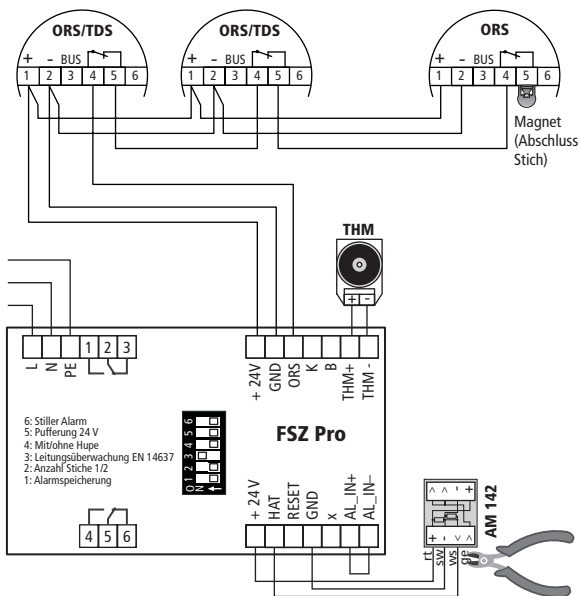 ORS/TDS
ORS/TDS
ORS
+ - BUS
+ - BUS
+ - BUS
1 2 3 4 5 6
1 2 3 4 5 6
1 2 3 4 5 6
Magnet
(Abschluss
Stich)
THM
+ -
L
N
PE
1 2 3
+ 24V
GND
ORS
K
B
THM+
THM -
6: Stiller Alarm
5: Pufferung 24 V
4: Mit/ohne Hupe
3: Leitungsüberwachung EN 14637
2: Anzahl Stiche 1/2
1: Alarmspeicherung
1 2 3 4 5 6
ON
FSZ Pro
4 5 6
+ 24 V
HAT
RESET
GND
x
AL_IN+
AL_IN–
AM 142
+ -
+ -
rt
sw
ws
ge